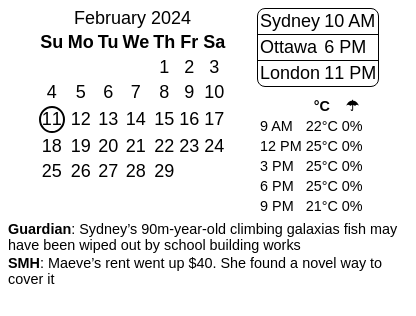 February 2024
Su Mo Tu We Th Fr Sa
1 2 3
4 5 6 7 8 9 10
11 12 13 14 15 16 17
18 19 20 21 22 23 24
25 26 27 28 29
Sydney 10 AM
Ottawa 6 PM
London 11 PM
°C ☂
9 AM 22°C 0%
12 PM 25°C 0%
3 PM 25°C 0%
6 PM 25°C 0%
9 PM 21°C 0%
Guardian: Sydney’s 90m-year-old climbing galaxias fish may
have been wiped out by school building works
SMH: Maeve’s rent went up $40. She found a novel way to
cover it